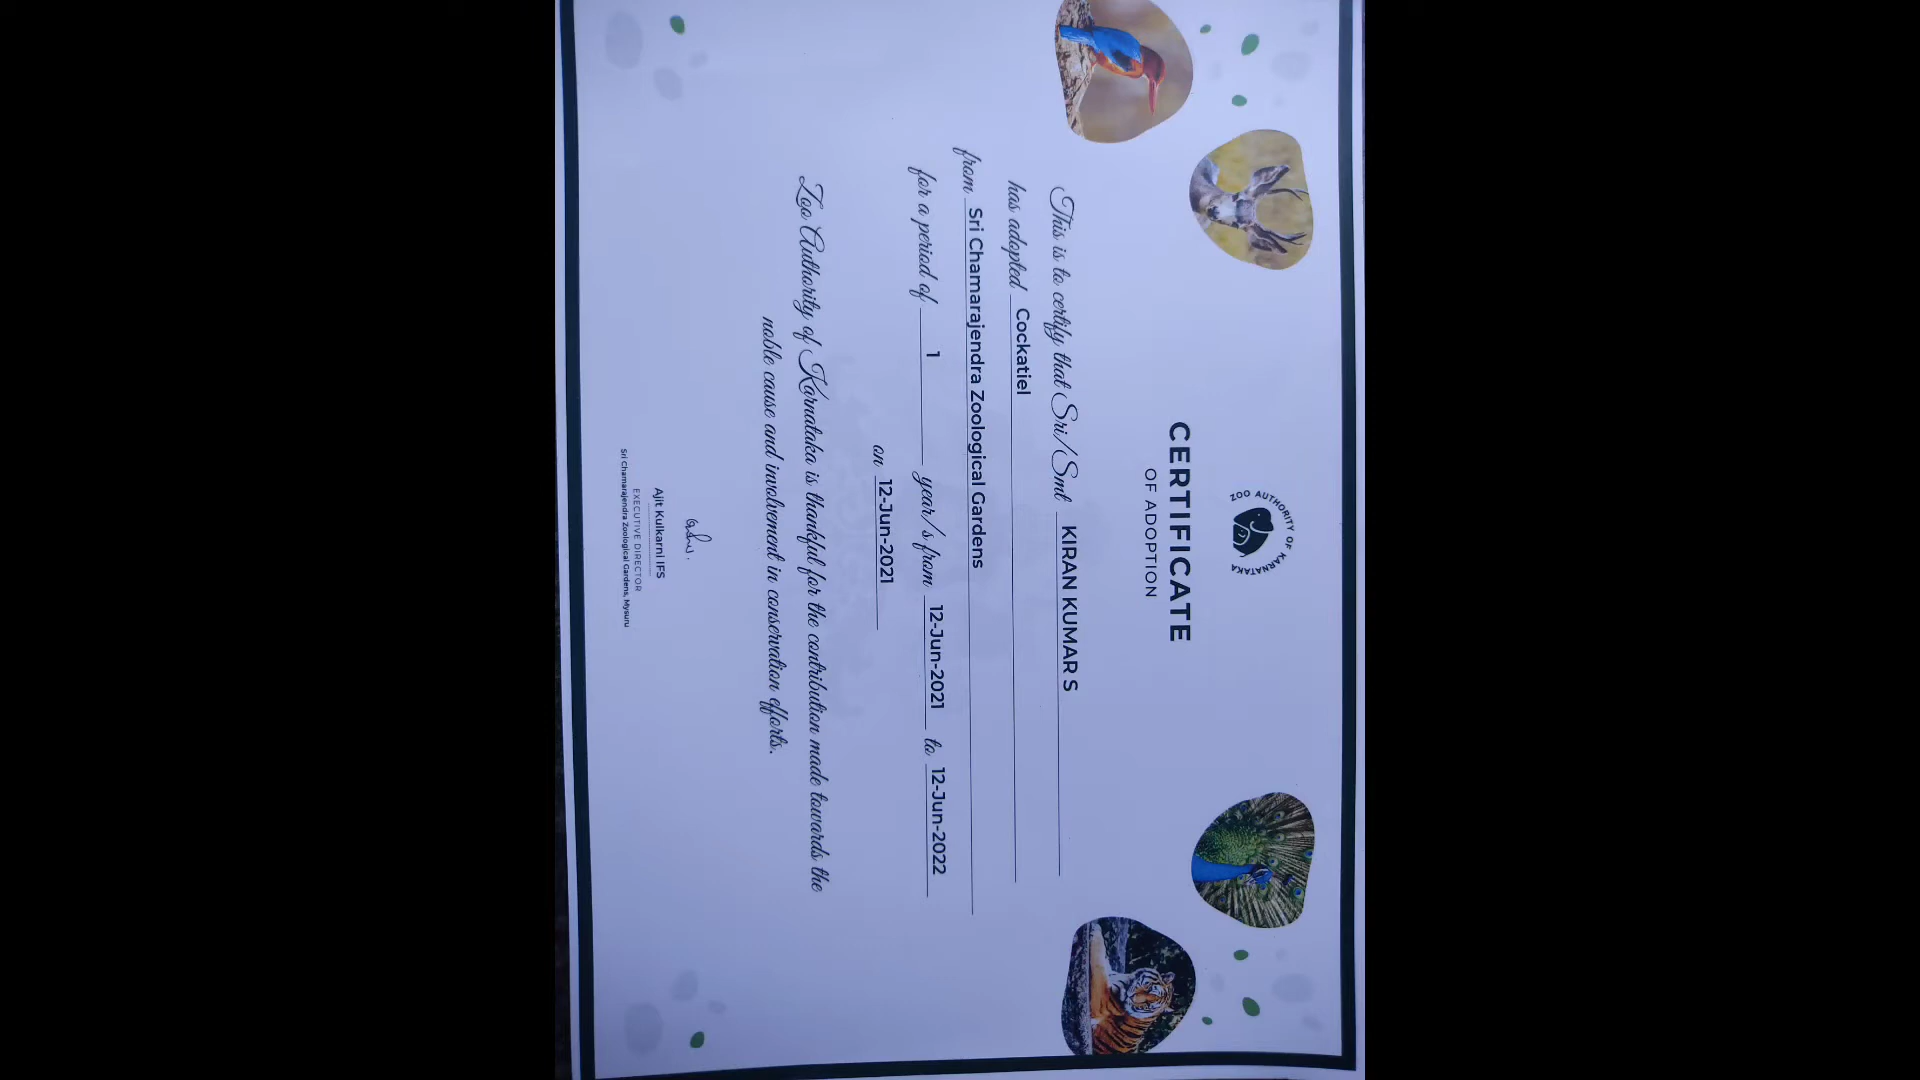 ZOO AUTHORITY OF KARNATAKA
CERTIFICATE
OF ADOPTION
This is to certify that Sri/Smt KIRAN KUMAR S
has adopted Cockatiel
from Sri Chamarajendra Zoological Gardens
for a period of 1 year/s from 12-Jun-2021 to 12-Jun-2022
on 12-Jun-2021
Zoo Authority of Karnataka is thankful for the contribution made towards the
noble cause and involvement in conservation efforts.
Ajit Kulkarni IFS
EXECUTIVE DIRECTOR
Sri Chamarajendra Zoological Gardens, Mysuru